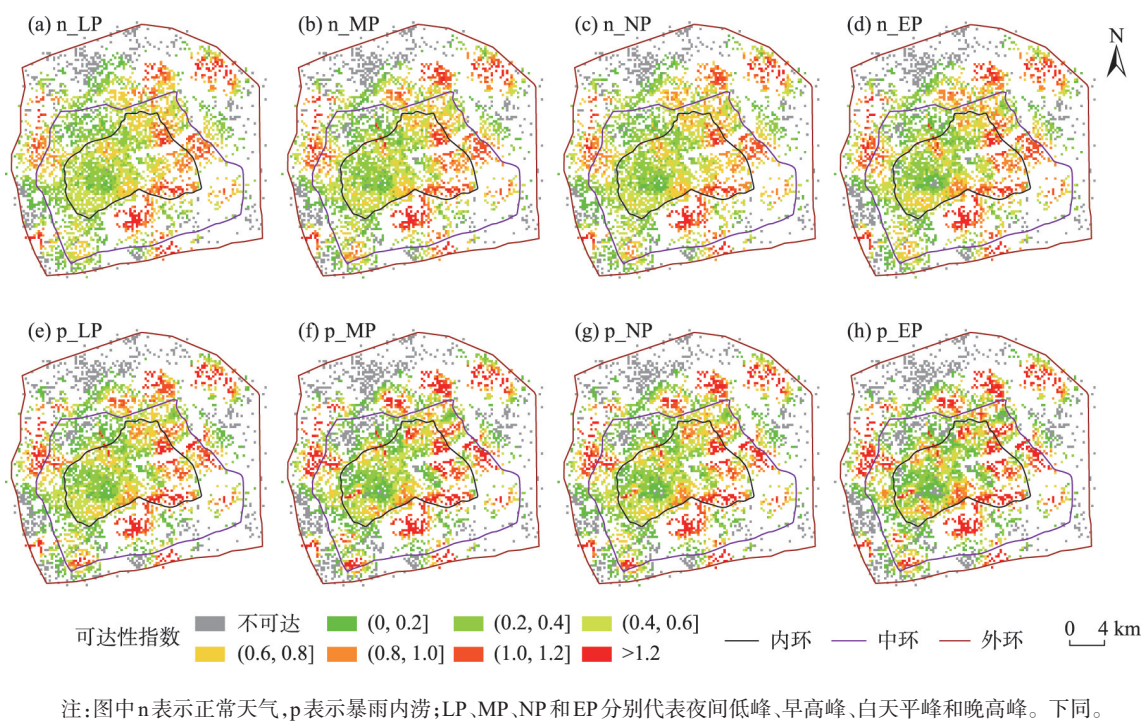 (a) n_LP
(b) n_MP
(c) n_NP
(d) n_EP
N
(e) p_LP
(f) p_MP
(g) p_NP
(h) p_EP
可达性指数 不可达 (0, 0.2] (0.2, 0.4] (0.4, 0.6]
(0.6, 0.8] (0.8, 1.0] (1.0, 1.2] >1.2
内环 中环 外环 0 4 km
注:图中n表示正常天气,p表示暴雨内涝;LP、MP、NP和EP分别代表夜间低峰、早高峰、白天平峰和晚高峰。下同。